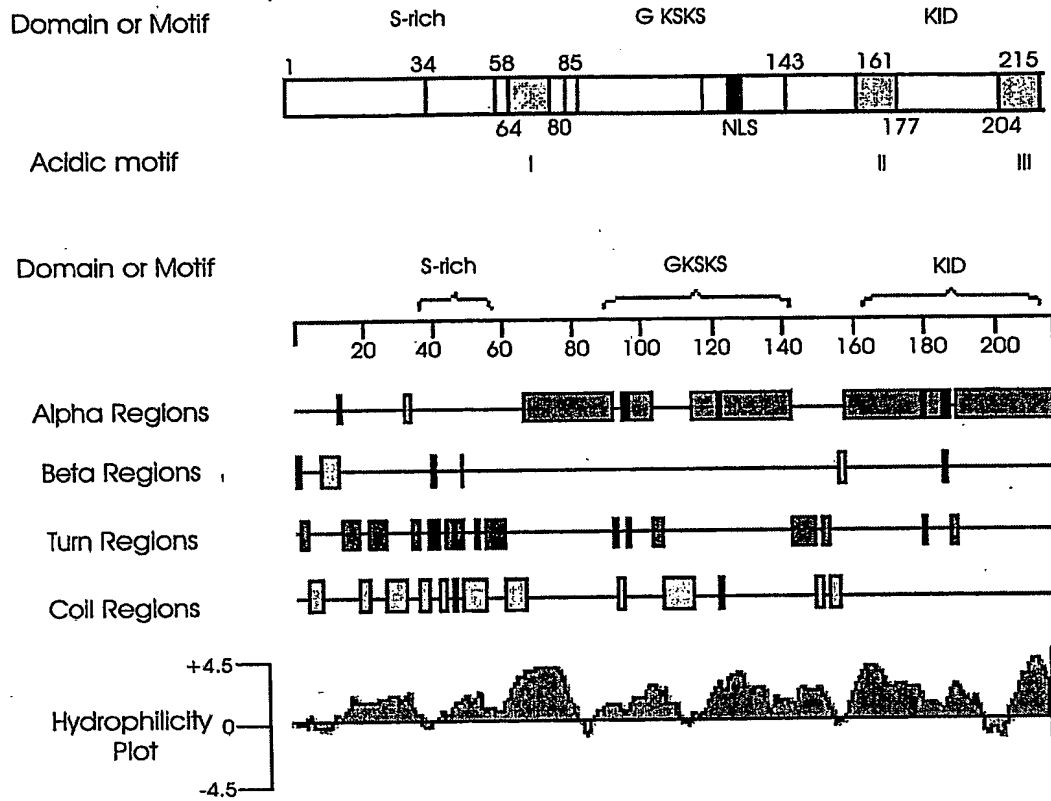 Domain or Motif S-rich G KSKS KID
1 34 58 85 143 161 215
64 80 NLS 177 204
Acidic motif I II III
Domain or Motif S-rich GKSKS KID
20 40 60 80 100 120 140 160 180 200
Alpha Regions
Beta Regions
Turn Regions
Coil Regions
+4.5
Hydrophilicity 0
Plot
-4.5